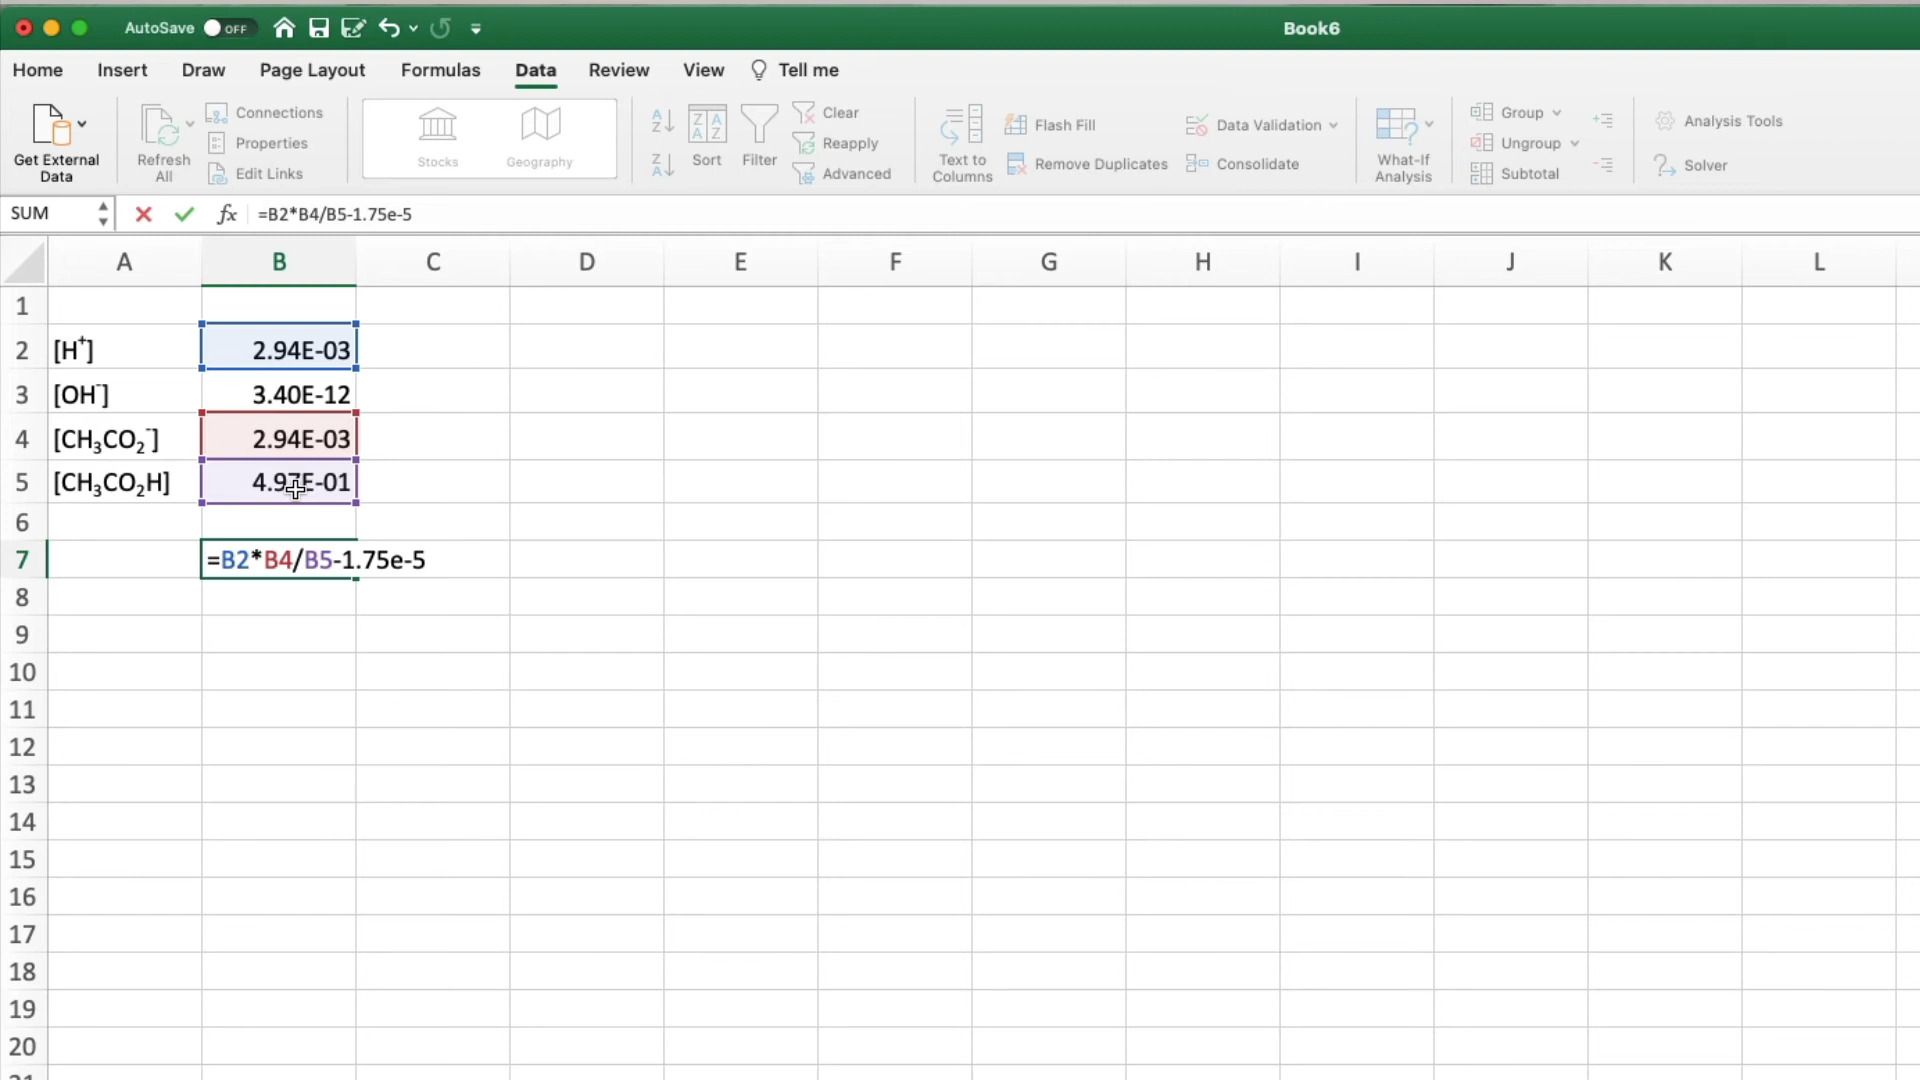 AutoSave OFF Book6
Home Insert Draw Page Layout Formulas Data Review View Tell me
Get External Data
Refresh All
Connections
Properties
Edit Links
Stocks
Geography
Sort
Filter
Clear
Reapply
Advanced
Text to Columns
Flash Fill
Remove Duplicates
Data Validation
Consolidate
What-If Analysis
Group
Ungroup
Subtotal
Analysis Tools
Solver
SUM fx =B2*B4/B5-1.75e-5
A B C D E F G H I J K L
1
2 [H⁺] 2.94E-03
3 [OH⁻] 3.40E-12
4 [CH₃CO₂⁻] 2.94E-03
5 [CH₃CO₂H] 4.97E-01
6
7 =B2*B4/B5-1.75e-5
8
9
10
11
12
13
14
15
16
17
18
19
20